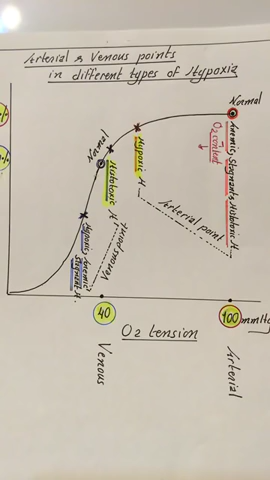 Arterial & Venous points
in different types of Hypoxia
Normal
Anemic, Stagnant & Histotoxic H.
O2 content
↓
Hypoxic H.
Arterial point
Normal
Histotoxic H.
Venous point
Hypoxic, Anemic
Stagnant H.
40
100 mmHg
O2 tension
Venous
Arterial